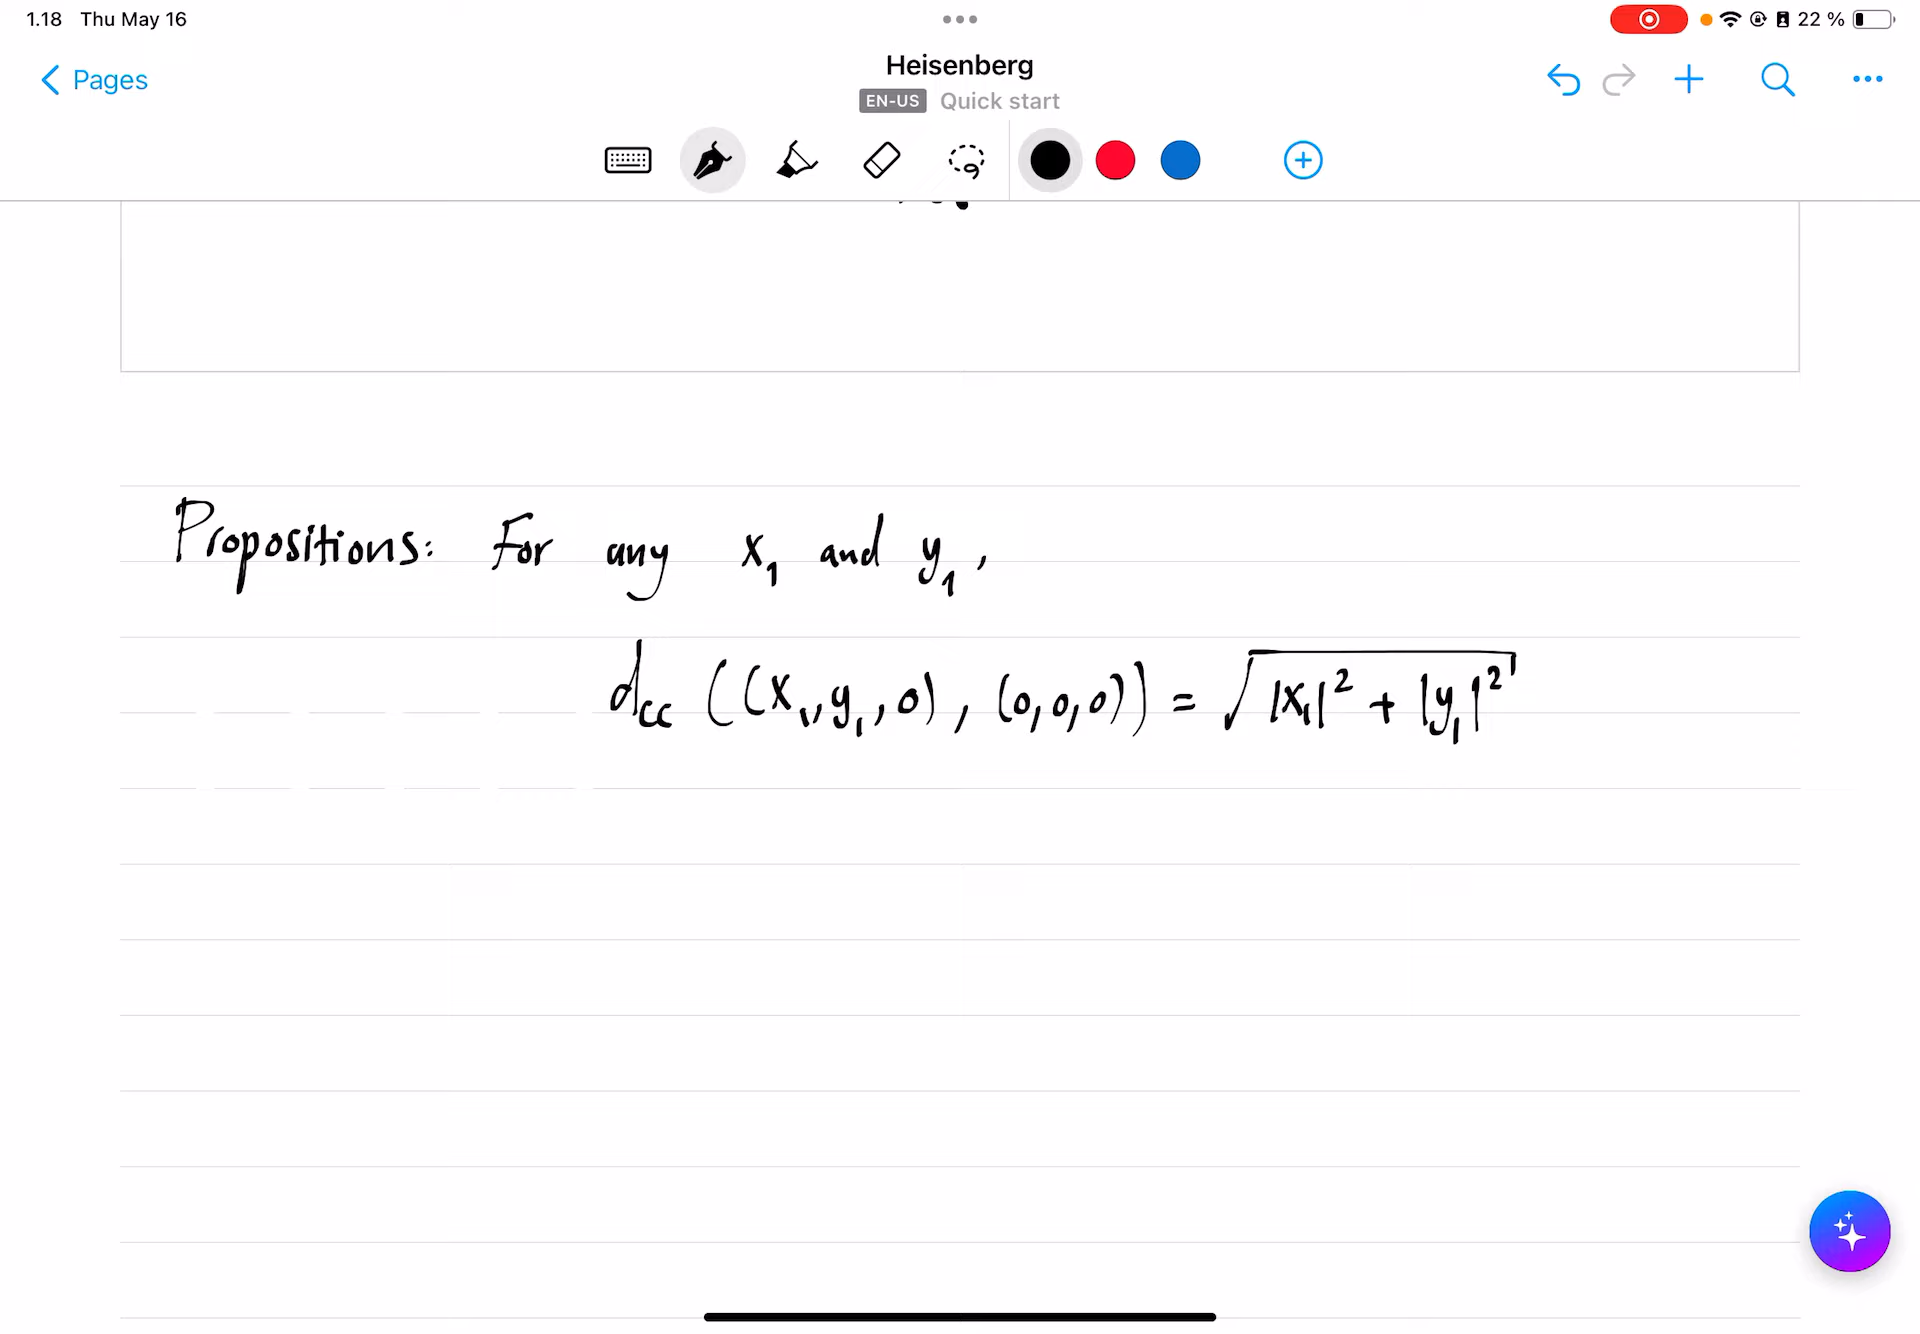 1.18 Thu May 16 22 %
Pages
Heisenberg
EN-US Quick start
Propositions: For any x₁ and y₁,
dcc ((x₁, y₁, 0), (0, 0, 0)) = √|x₁|² + |y₁|²